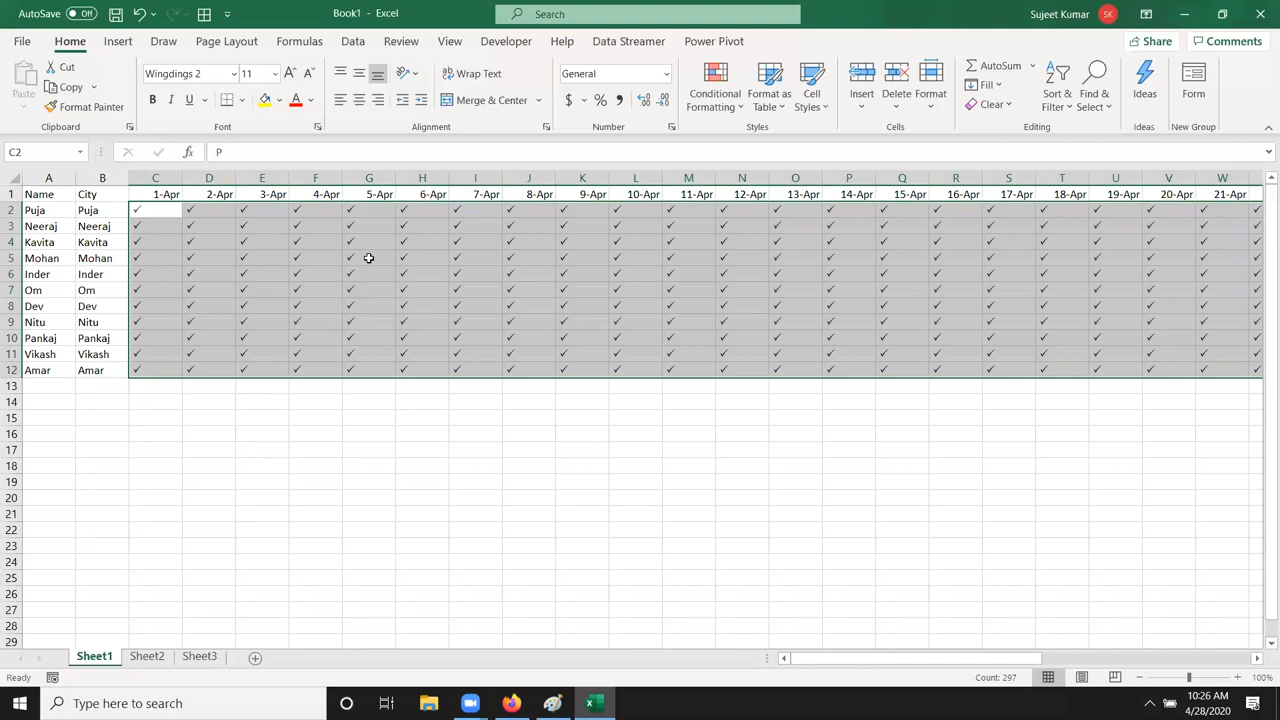 AutoSave Off Book1 - Excel Search Sujeet Kumar SK
File Home Insert Draw Page Layout Formulas Data Review View Developer Help Data Streamer Power Pivot Share Comments
Paste Cut Copy Format Painter
Clipboard
Wingdings 2 11
B I U
Font
Wrap Text
Merge & Center
Alignment
General
$ % ,
Number
Conditional Formatting Format as Table Cell Styles
Styles
Insert Delete Format
Cells
AutoSum
Fill
Clear
Sort & Filter Find & Select
Editing
Ideas
Ideas
Form
New Group
C2 fx P
A B C D E F G H I J K L M N O P Q R S T U V W
1 Name City 1-Apr 2-Apr 3-Apr 4-Apr 5-Apr 6-Apr 7-Apr 8-Apr 9-Apr 10-Apr 11-Apr 12-Apr 13-Apr 14-Apr 15-Apr 16-Apr 17-Apr 18-Apr 19-Apr 20-Apr 21-Apr
2 Puja Puja ✓ ✓ ✓ ✓ ✓ ✓ ✓ ✓ ✓ ✓ ✓ ✓ ✓ ✓ ✓ ✓ ✓ ✓ ✓ ✓ ✓ ✓
3 Neeraj Neeraj ✓ ✓ ✓ ✓ ✓ ✓ ✓ ✓ ✓ ✓ ✓ ✓ ✓ ✓ ✓ ✓ ✓ ✓ ✓ ✓ ✓ ✓
4 Kavita Kavita ✓ ✓ ✓ ✓ ✓ ✓ ✓ ✓ ✓ ✓ ✓ ✓ ✓ ✓ ✓ ✓ ✓ ✓ ✓ ✓ ✓ ✓
5 Mohan Mohan ✓ ✓ ✓ ✓ ✓ ✓ ✓ ✓ ✓ ✓ ✓ ✓ ✓ ✓ ✓ ✓ ✓ ✓ ✓ ✓ ✓ ✓
6 Inder Inder ✓ ✓ ✓ ✓ ✓ ✓ ✓ ✓ ✓ ✓ ✓ ✓ ✓ ✓ ✓ ✓ ✓ ✓ ✓ ✓ ✓ ✓
7 Om Om ✓ ✓ ✓ ✓ ✓ ✓ ✓ ✓ ✓ ✓ ✓ ✓ ✓ ✓ ✓ ✓ ✓ ✓ ✓ ✓ ✓ ✓
8 Dev Dev ✓ ✓ ✓ ✓ ✓ ✓ ✓ ✓ ✓ ✓ ✓ ✓ ✓ ✓ ✓ ✓ ✓ ✓ ✓ ✓ ✓ ✓
9 Nitu Nitu ✓ ✓ ✓ ✓ ✓ ✓ ✓ ✓ ✓ ✓ ✓ ✓ ✓ ✓ ✓ ✓ ✓ ✓ ✓ ✓ ✓ ✓
10 Pankaj Pankaj ✓ ✓ ✓ ✓ ✓ ✓ ✓ ✓ ✓ ✓ ✓ ✓ ✓ ✓ ✓ ✓ ✓ ✓ ✓ ✓ ✓ ✓
11 Vikash Vikash ✓ ✓ ✓ ✓ ✓ ✓ ✓ ✓ ✓ ✓ ✓ ✓ ✓ ✓ ✓ ✓ ✓ ✓ ✓ ✓ ✓ ✓
12 Amar Amar ✓ ✓ ✓ ✓ ✓ ✓ ✓ ✓ ✓ ✓ ✓ ✓ ✓ ✓ ✓ ✓ ✓ ✓ ✓ ✓ ✓ ✓
13
14
15
16
17
18
19
20
21
22
23
24
25
26
27
28
29
Sheet1 Sheet2 Sheet3
Ready Count: 297 100%
Type here to search 10:26 AM
4/28/2020